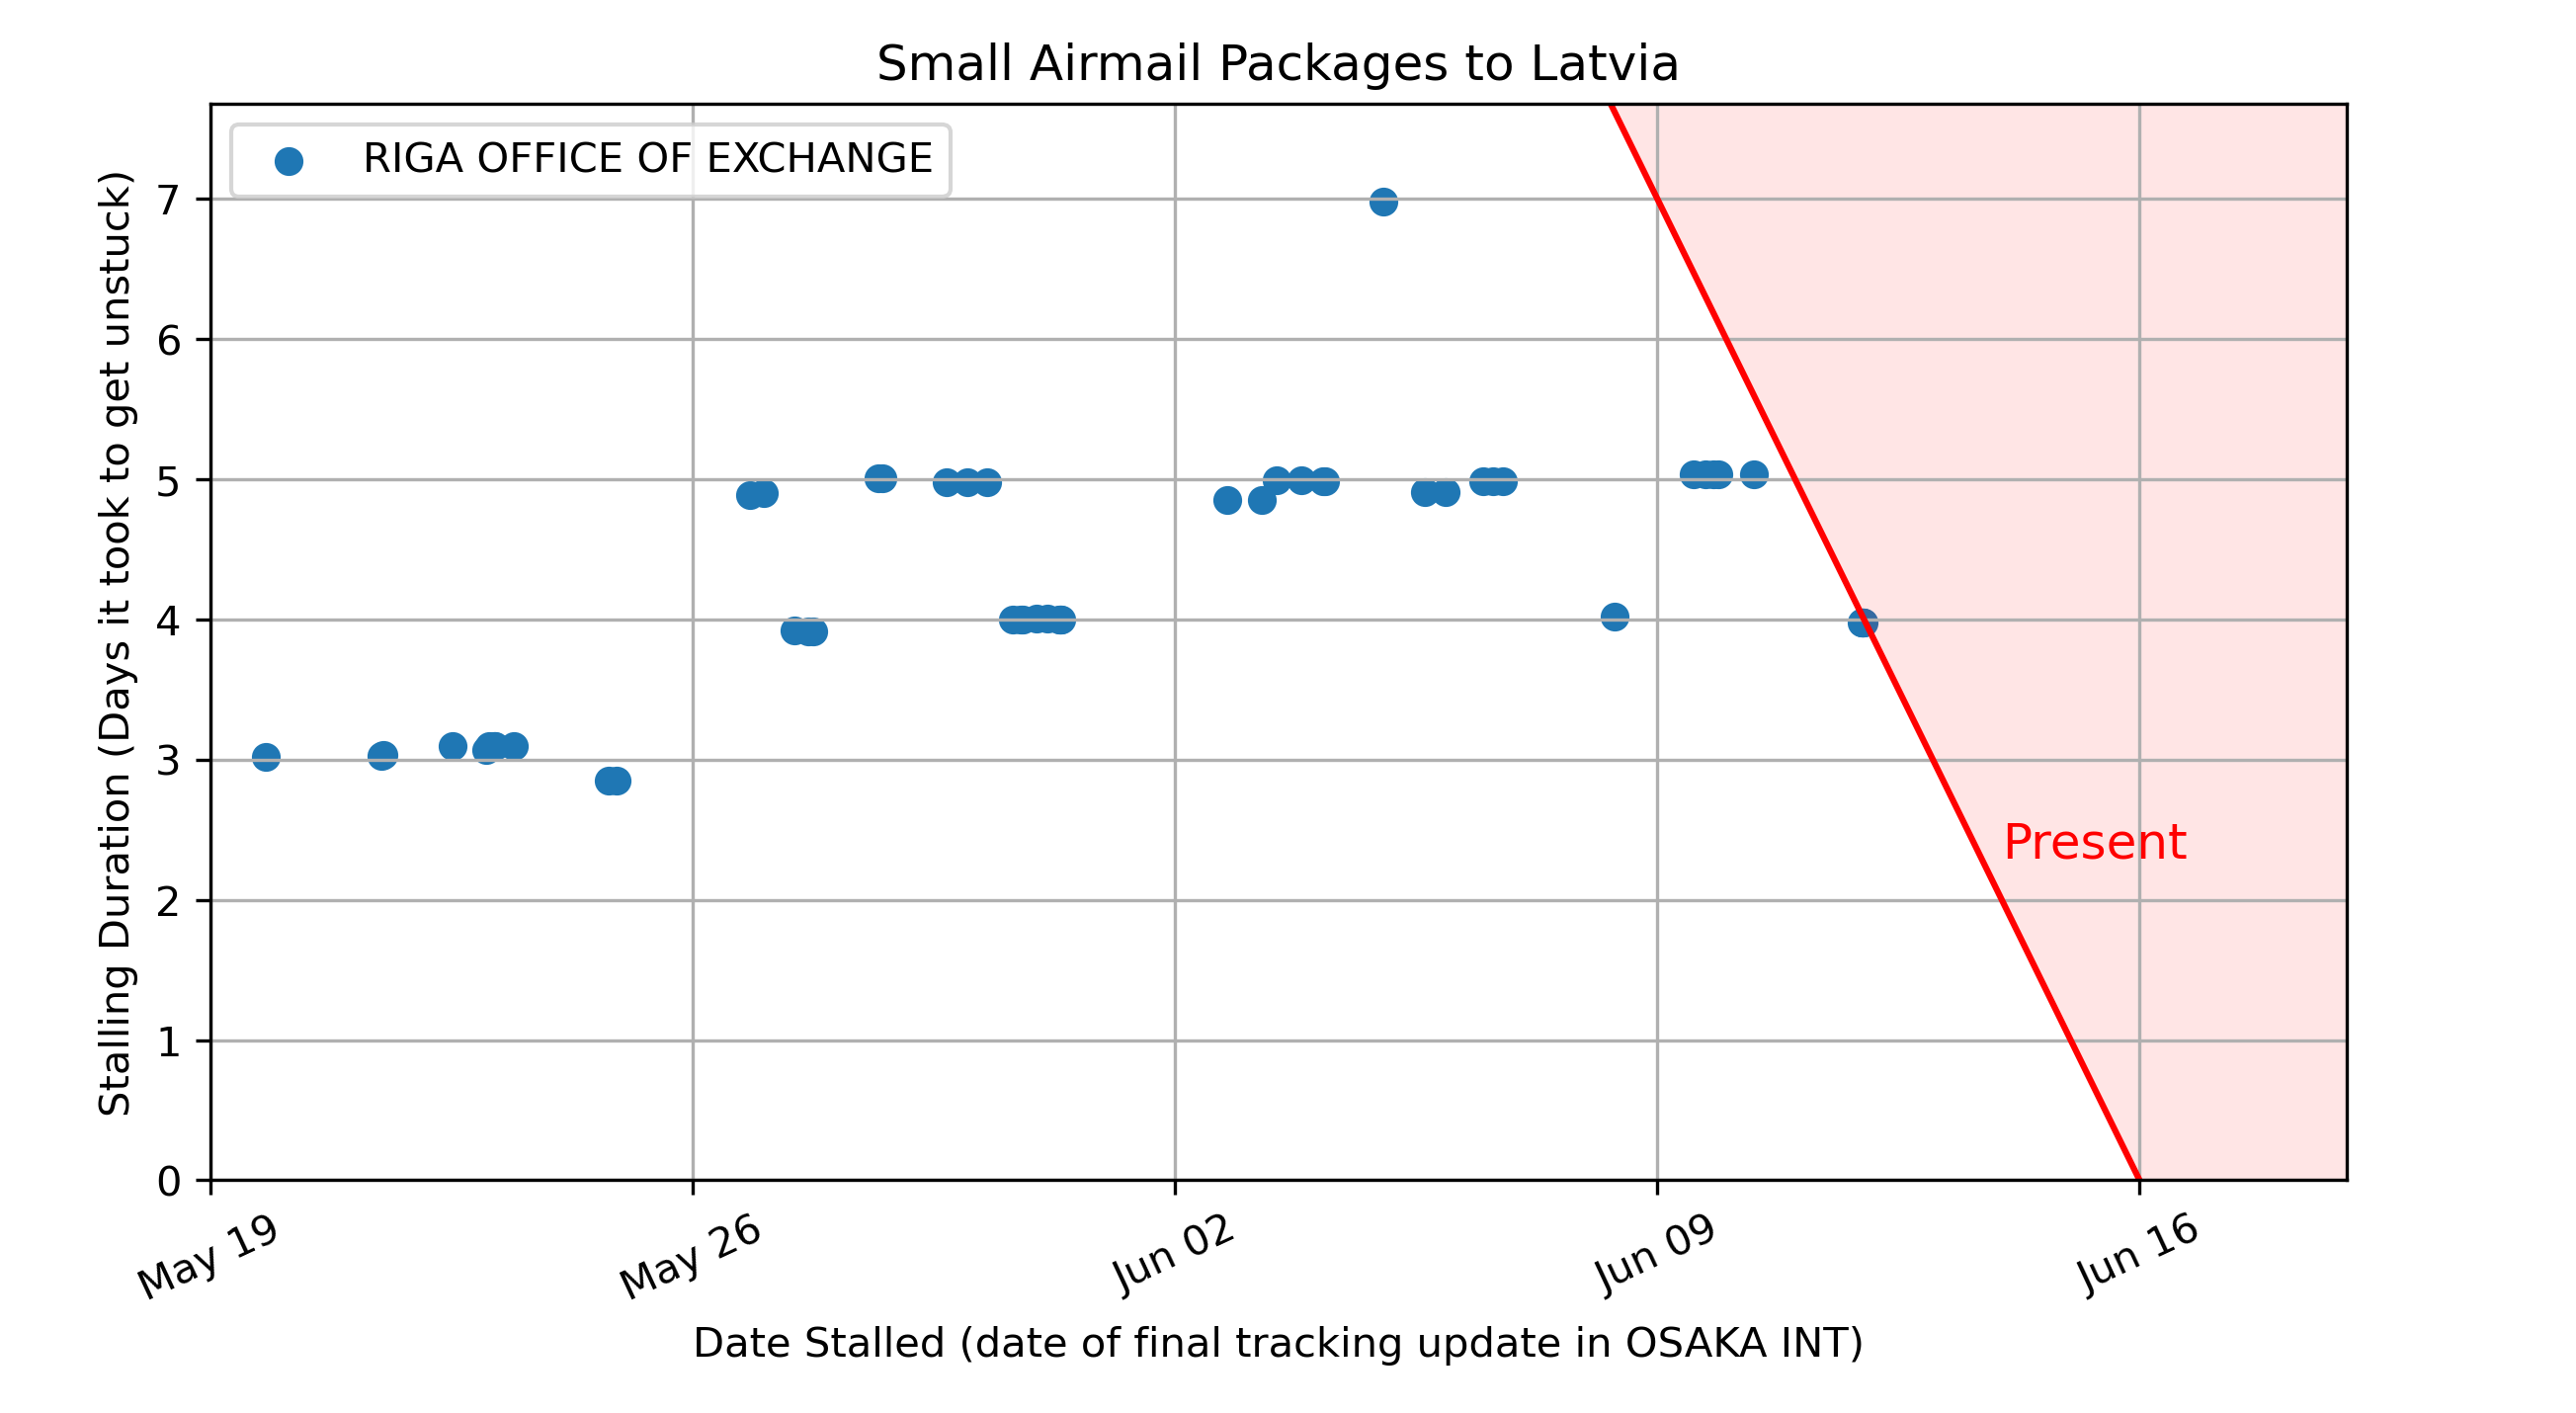 Small Airmail Packages to Latvia
RIGA OFFICE OF EXCHANGE
Stalling Duration (Days it took to get unstuck)
7
6
5
4
3
2
1
0
Present
May 19
May 26
Jun 02
Jun 09
Jun 16
Date Stalled (date of final tracking update in OSAKA INT)